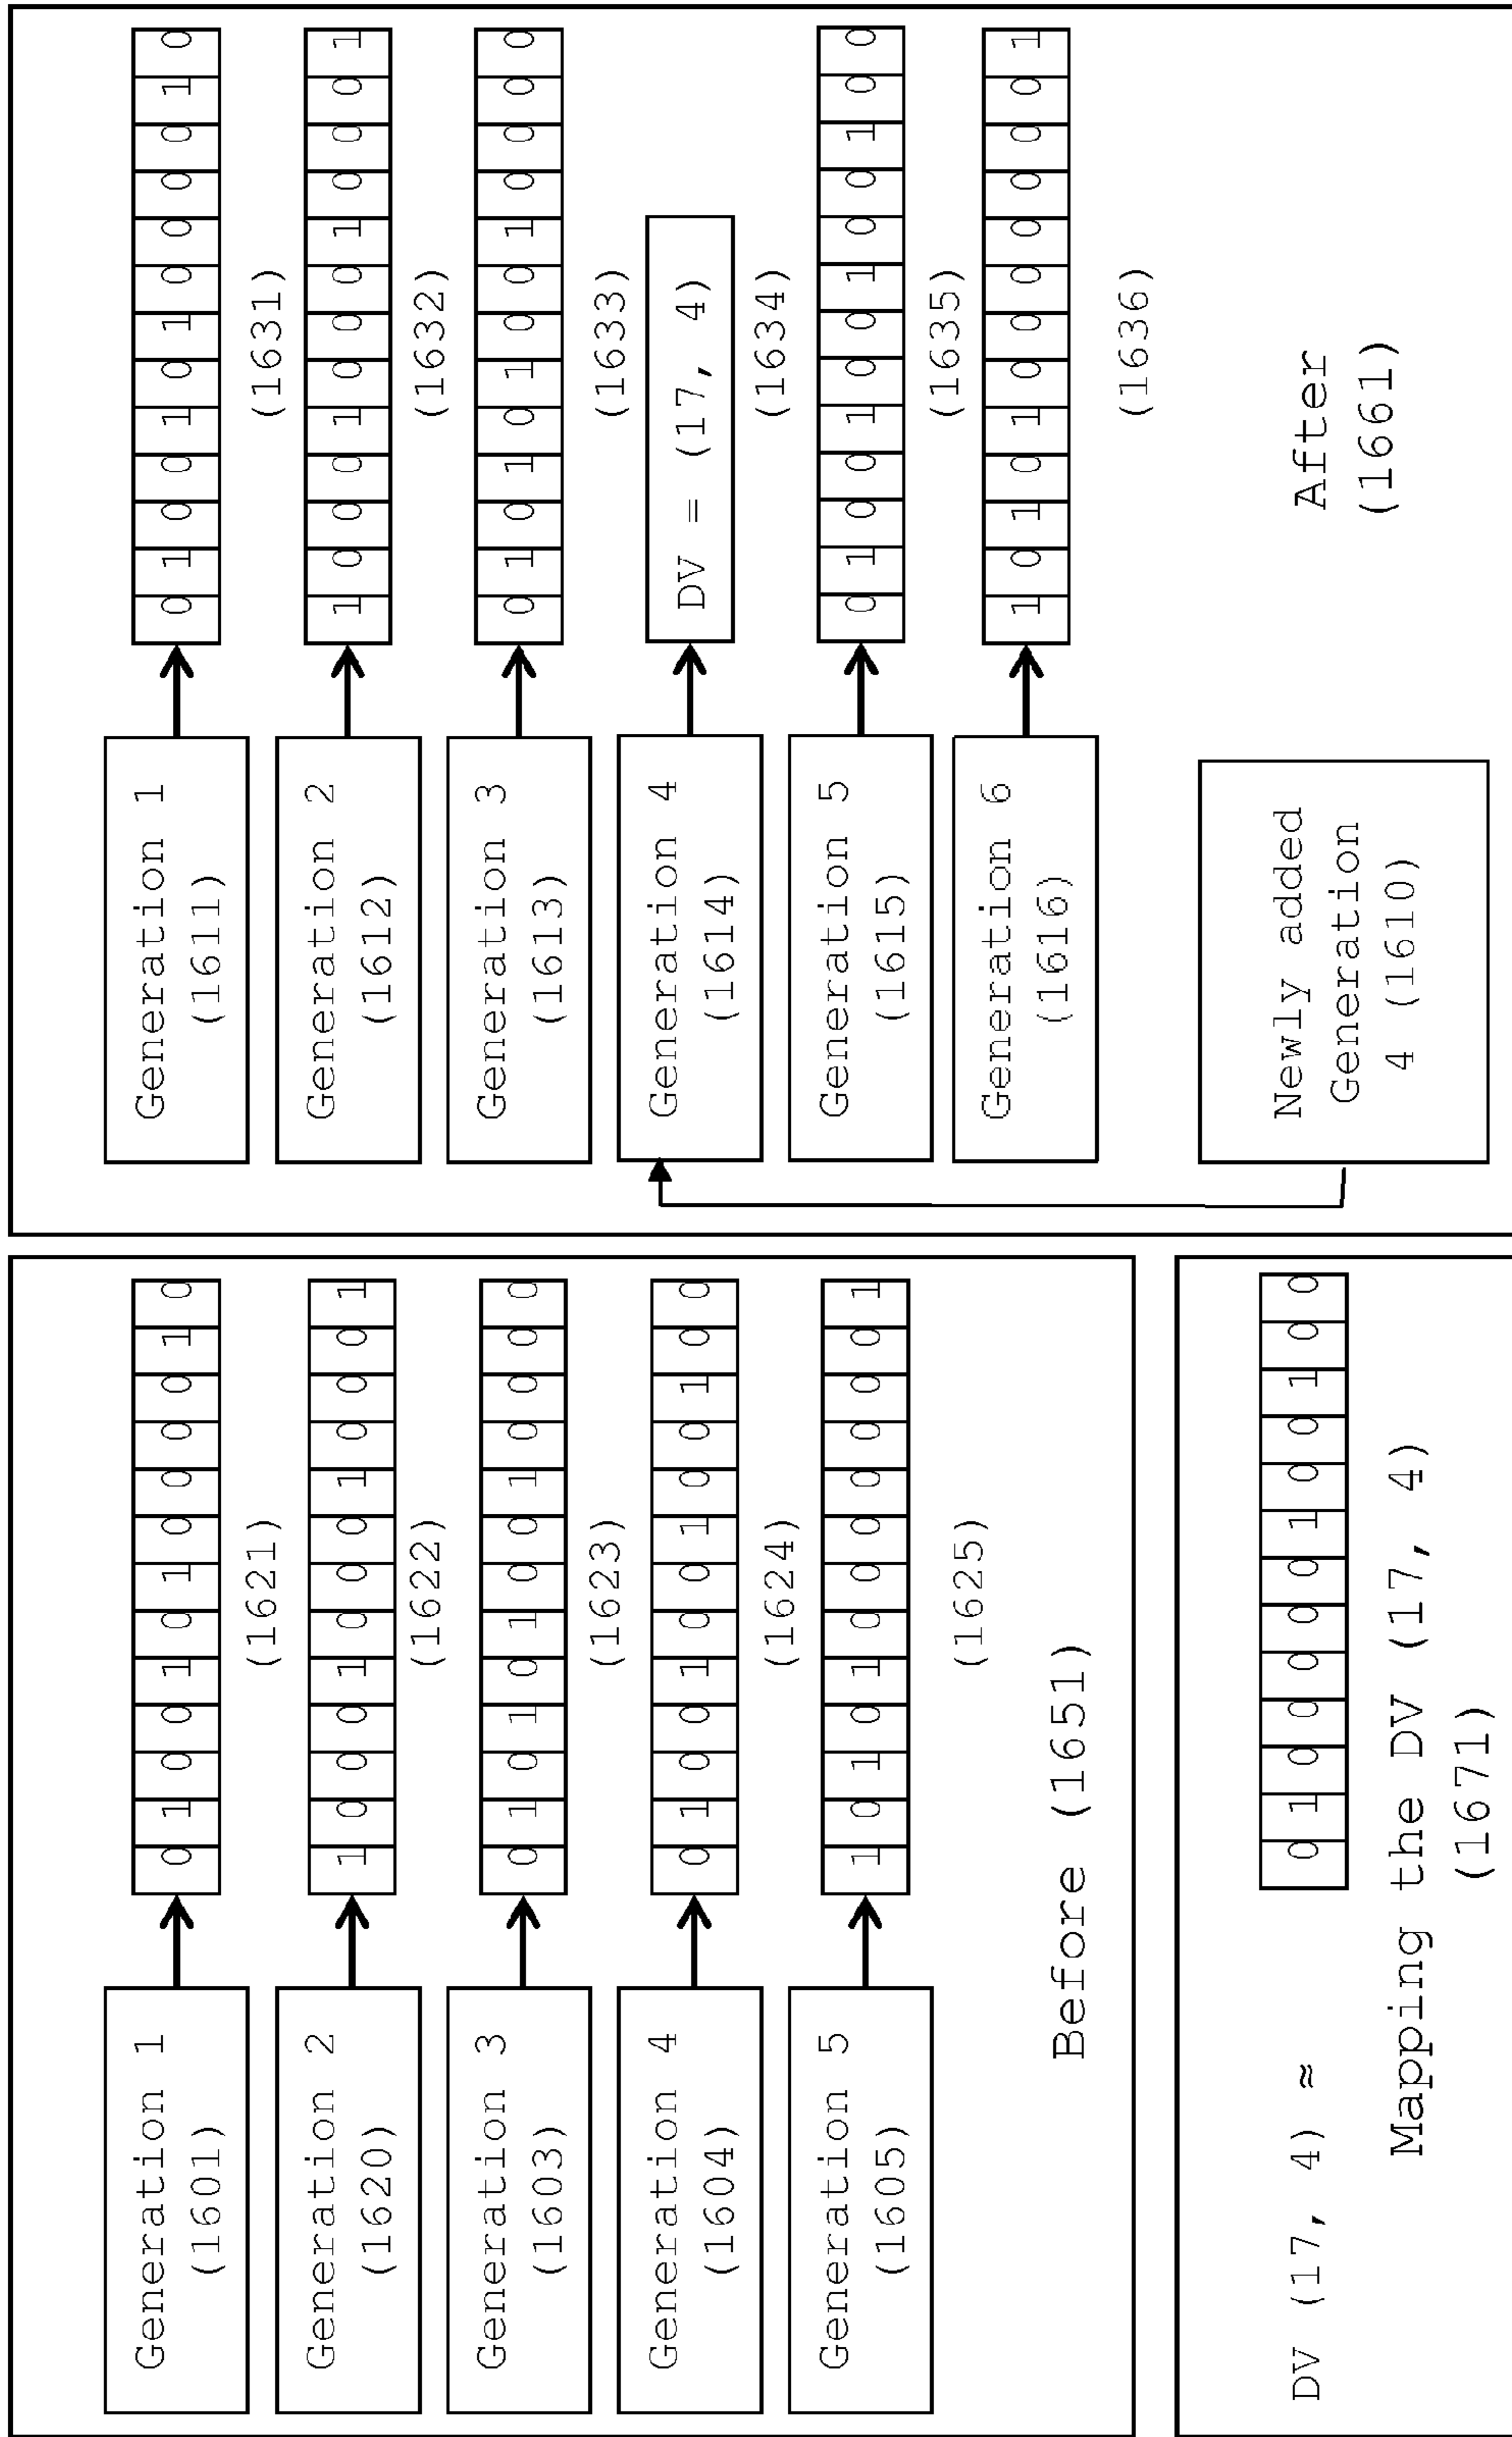 Generation 1
(1601)
0 1 0 0 1 0 1 0 0 0 0 1 0
(1621)
Generation 2
(1620)
1 0 0 0 1 0 0 0 1 0 0 0 1
(1622)
Generation 3
(1603)
0 1 0 1 0 1 0 0 1 0 0 0 0
(1623)
Generation 4
(1604)
0 1 0 0 1 0 0 1 0 0 1 0 0
(1624)
Generation 5
(1605)
1 0 1 0 1 0 0 0 0 0 0 0 1
(1625)
Before (1651)
DV (17, 4) ≈
0 1 0 0 0 0 0 1 0 0 1 0 0
Mapping the DV (17, 4)
(1671)
Generation 1
(1611)
0 1 0 0 1 0 1 0 0 0 0 1 0
(1631)
Generation 2
(1612)
1 0 0 0 1 0 0 0 1 0 0 0 1
(1632)
Generation 3
(1613)
0 1 0 1 0 1 0 0 1 0 0 0 0
(1633)
Generation 4
(1614)
DV = (17, 4)
(1634)
Generation 5
(1615)
0 1 0 0 1 0 0 1 0 0 1 0 0
(1635)
Generation 6
(1616)
1 0 1 0 1 0 0 0 0 0 0 0 1
(1636)
Newly added
Generation
4 (1610)
After
(1661)